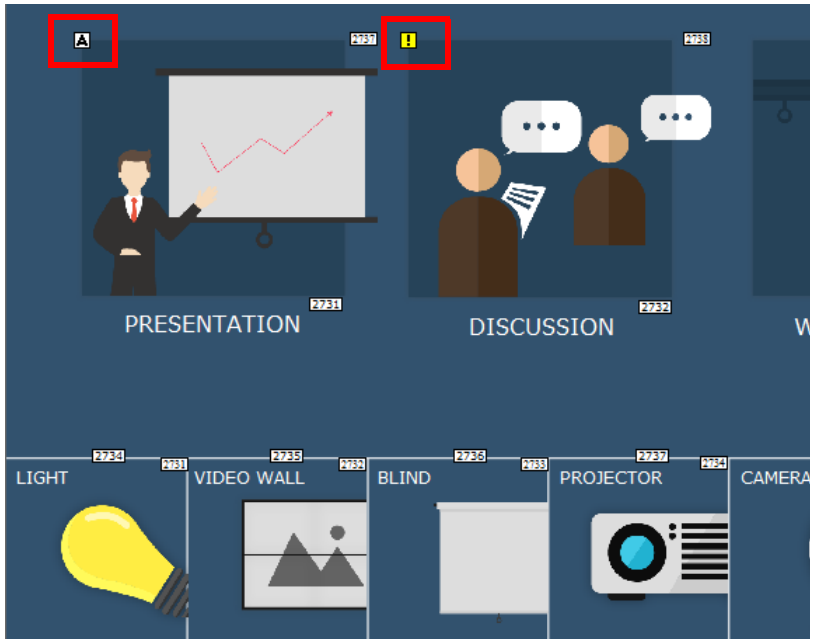 A 2737 ! 2738
2731 2732
PRESENTATION DISCUSSION W
2734 2735 2736 2737
2731 2732 2733 2734
LIGHT VIDEO WALL BLIND PROJECTOR CAMERA